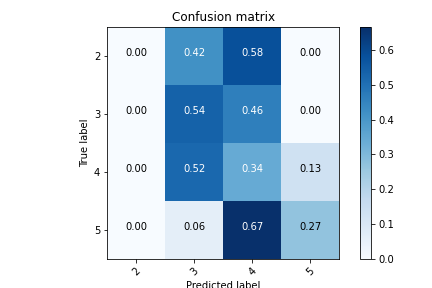 Confusion matrix
True label
2 0.00 0.42 0.58 0.00
3 0.00 0.54 0.46 0.00
4 0.00 0.52 0.34 0.13
5 0.00 0.06 0.67 0.27
2 3 4 5
Predicted label
0.6
0.5
0.4
0.3
0.2
0.1
0.0